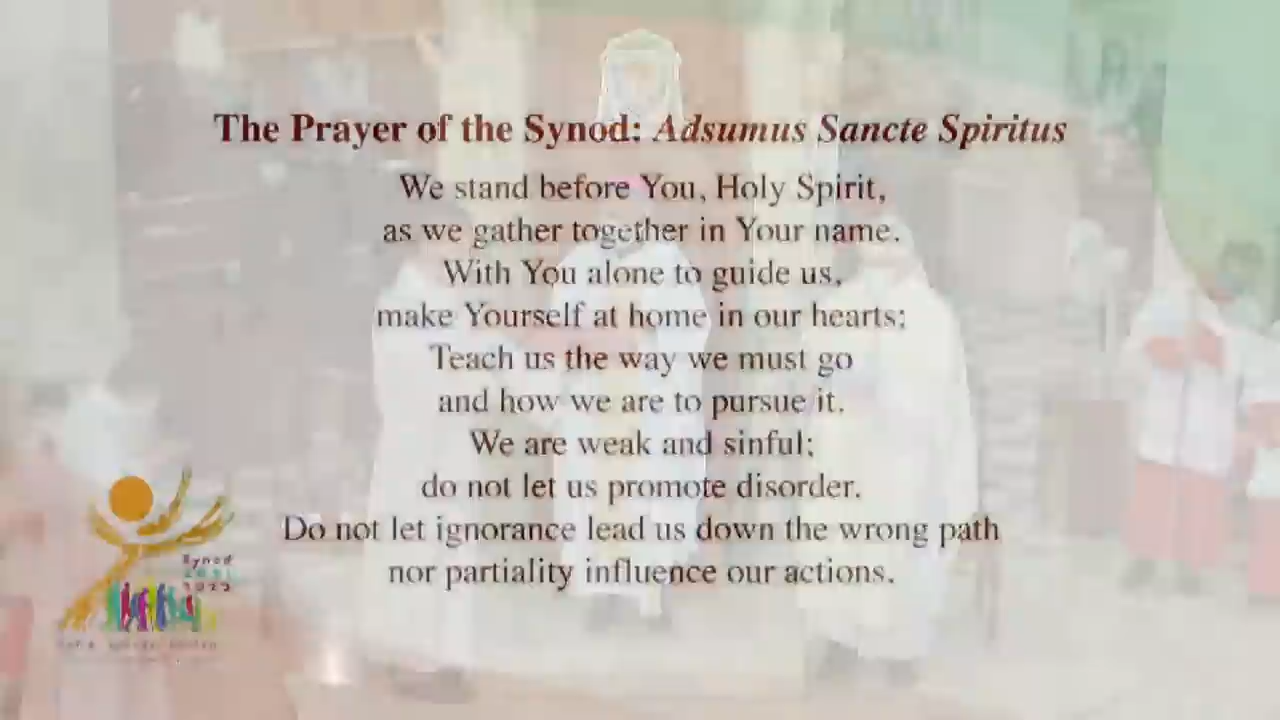 The Prayer of the Synod: Adsumus Sancte Spiritus
We stand before You, Holy Spirit,
as we gather together in Your name.
With You alone to guide us,
make Yourself at home in our hearts;
Teach us the way we must go
and how we are to pursue it.
We are weak and sinful;
do not let us promote disorder.
Do not let ignorance lead us down the wrong path
nor partiality influence our actions.
Synod
2021
2023